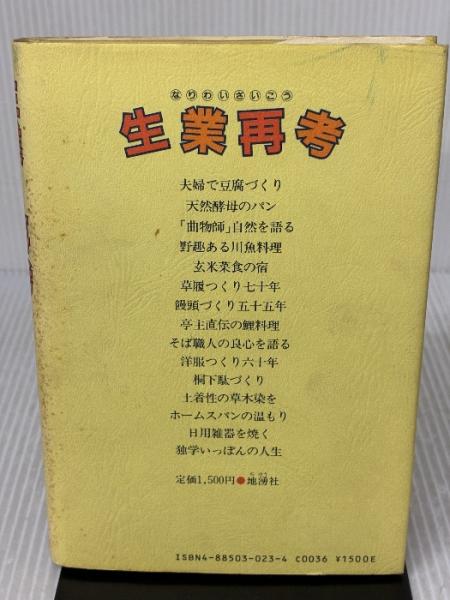 なりわいさいこう
生業再考
夫婦で豆腐づくり
天然酵母のパン
「曲物師」自然を語る
野趣ある川魚料理
玄米菜食の宿
草履つくり七十年
饅頭づくり五十五年
亭主直伝の鯉料理
そば職人の良心を語る
洋服つくり六十年
桐下駄づくり
土着性の草木染を
ホームスパンの温もり
日用雑器を焼く
独学いっぽんの人生
ぢ ゆう
定価1,500円●地湧社
ISBN4-88503-023-4 C0036 ¥1500E